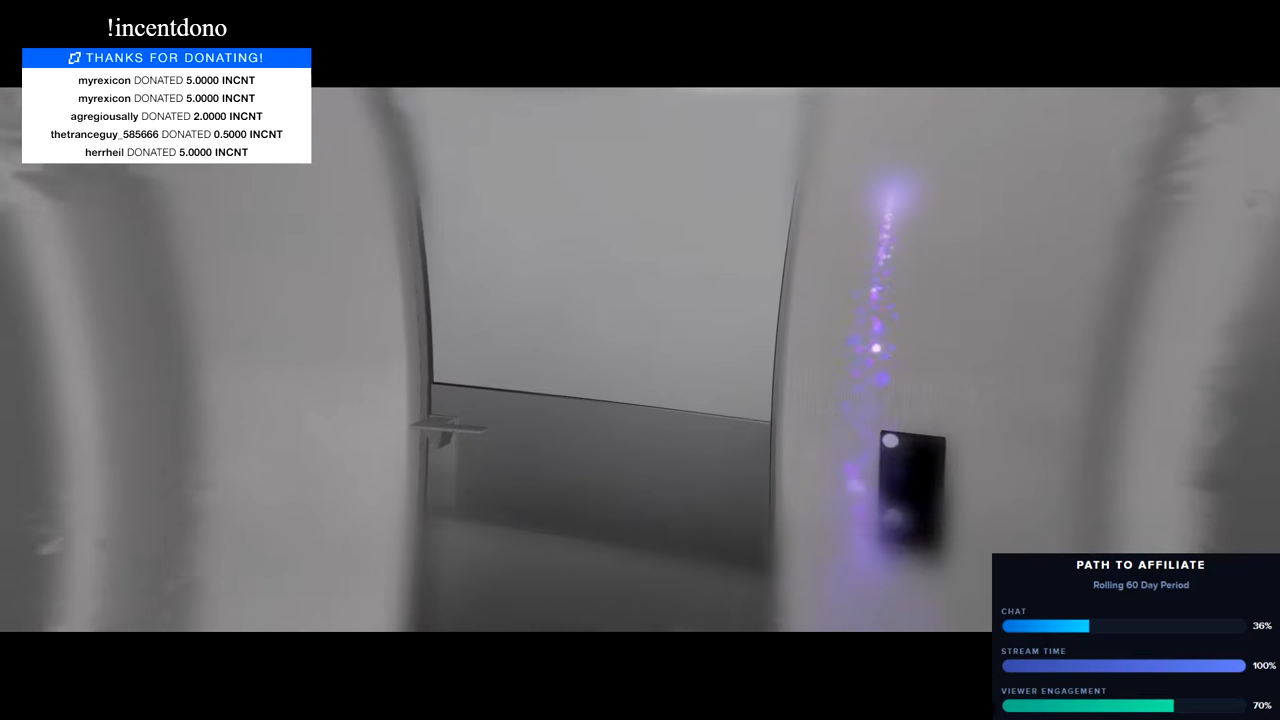 !incentdono
THANKS FOR DONATING!
myrexicon DONATED 5.0000 INCNT
myrexicon DONATED 5.0000 INCNT
agregiousally DONATED 2.0000 INCNT
thetranceguy_585666 DONATED 0.5000 INCNT
herrheil DONATED 5.0000 INCNT
PATH TO AFFILIATE
Rolling 60 Day Period
CHAT
36%
STREAM TIME
100%
VIEWER ENGAGEMENT
70%